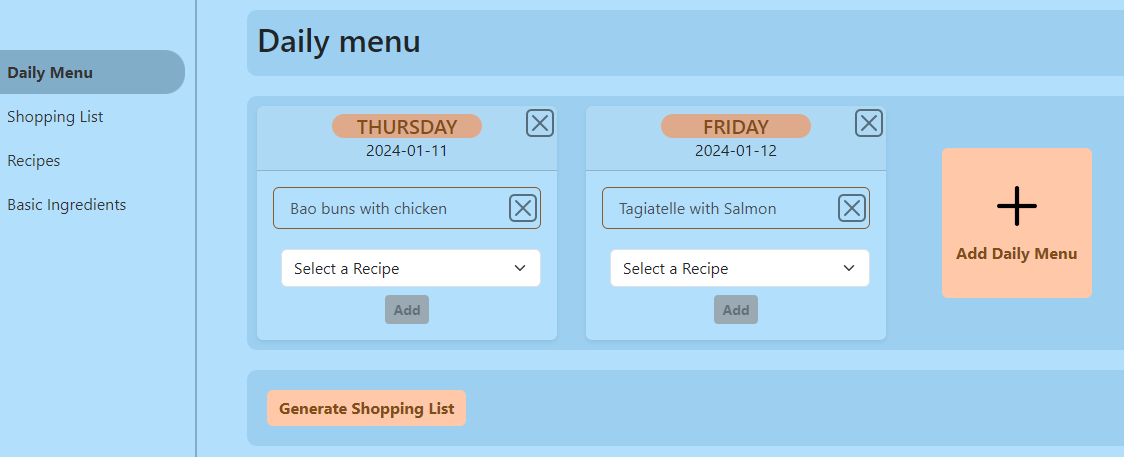 Daily Menu
Shopping List
Recipes
Basic Ingredients
Daily menu
THURSDAY
2024-01-11
Bao buns with chicken
Select a Recipe
Add
FRIDAY
2024-01-12
Tagiatelle with Salmon
Select a Recipe
Add
Add Daily Menu
Generate Shopping List